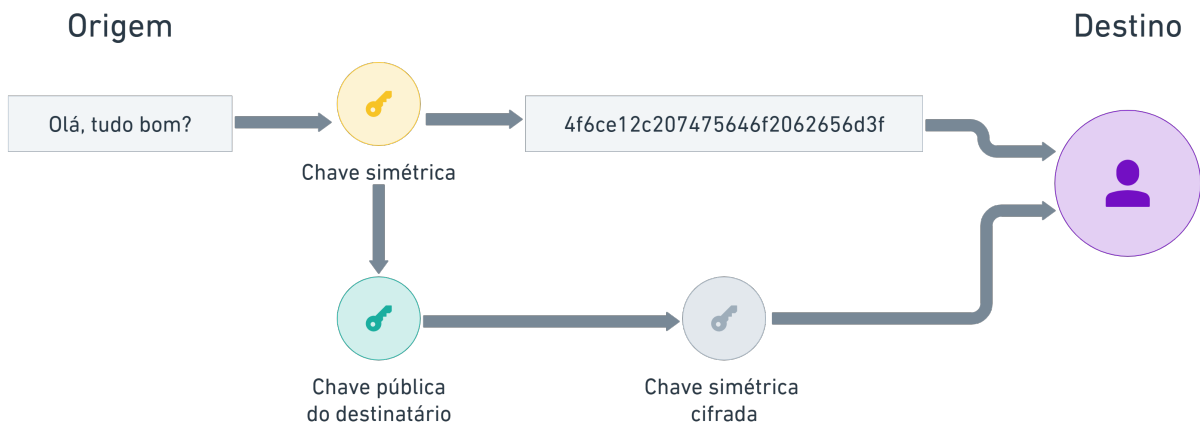 Origem
Destino
Olá, tudo bom?
4f6ce12c207475646f2062656d3f
Chave simétrica
Chave pública
do destinatário
Chave simétrica
cifrada